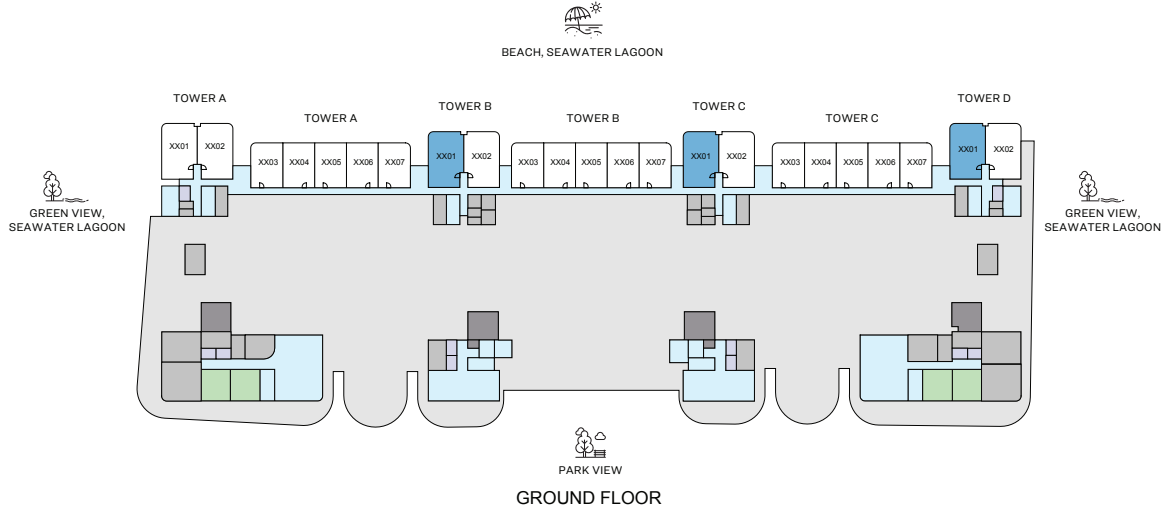 BEACH, SEAWATER LAGOON
TOWER A
TOWER B
TOWER C
TOWER D
TOWER A
TOWER B
TOWER C
XX01
XX02
XX03
XX04
XX05
XX06
XX07
XX01
XX02
XX03
XX04
XX05
XX06
XX07
XX01
XX02
XX03
XX04
XX05
XX06
XX07
XX01
XX02
GREEN VIEW,
SEAWATER LAGOON
GREEN VIEW,
SEAWATER LAGOON
PARK VIEW
GROUND FLOOR